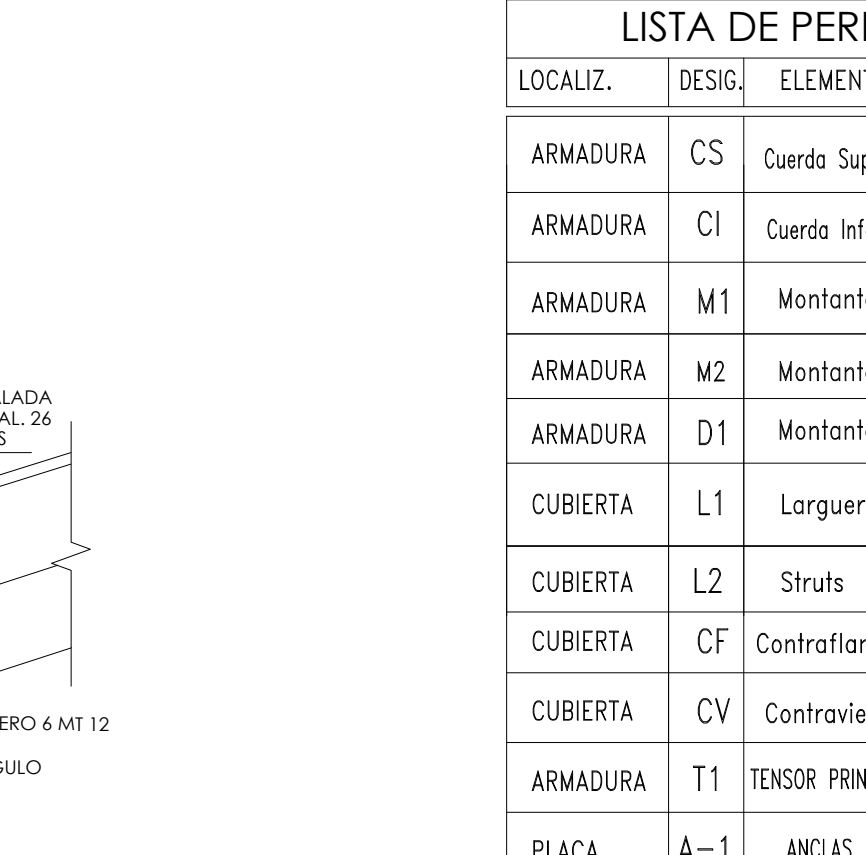 LISTA DE PERI
LOCALIZ. DESIG. ELEMENT
ARMADURA CS Cuerda Sup
ARMADURA CI Cuerda Inf
ARMADURA M1 Montant
ARMADURA M2 Montant
ARMADURA D1 Montant
CUBIERTA L1 Larguer
CUBIERTA L2 Struts
CUBIERTA CF Contraflam
CUBIERTA CV Contravie
ARMADURA T1 TENSOR PRIN
PLACA A-1 ANCLAS
ALADA
AL. 26
S
ERO 6 MT 12
GULO